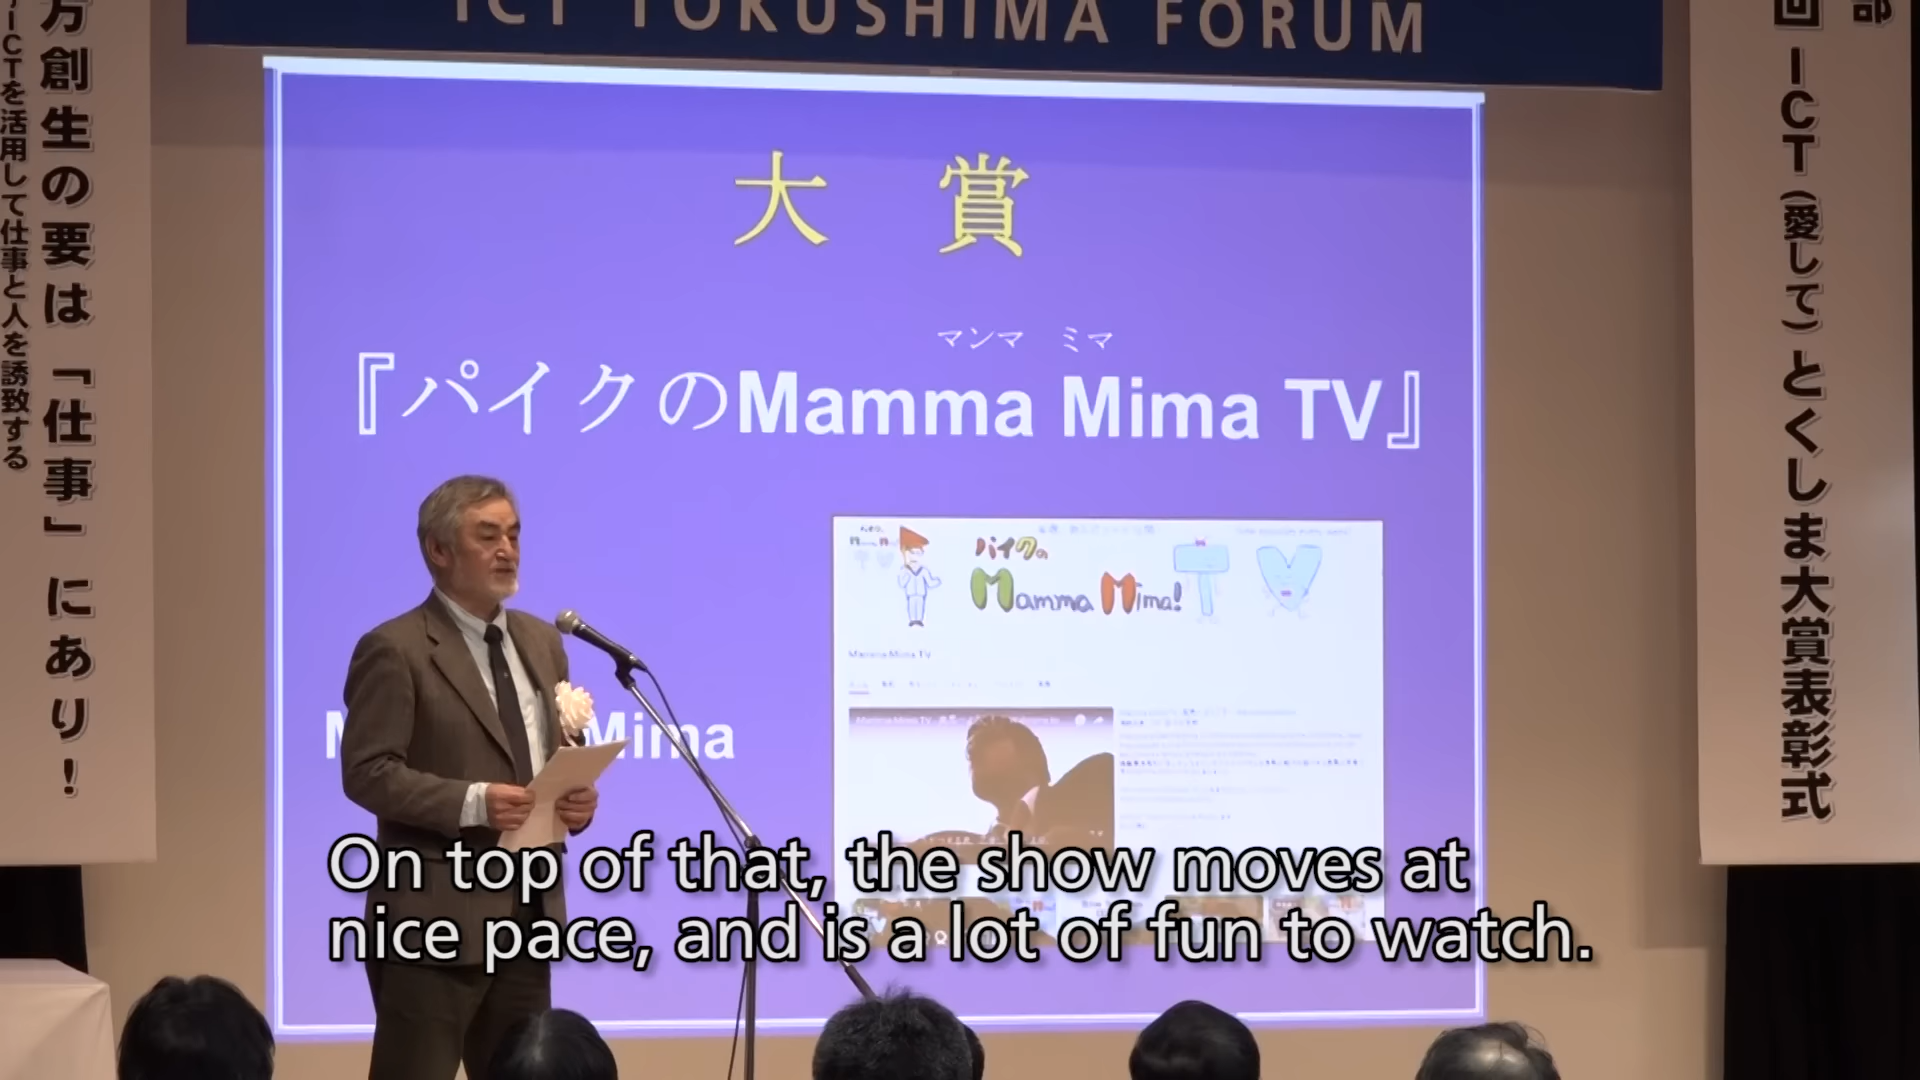 ICT TOKUSHIMA FORUM
方創生の要は「仕事」にあり！
ICTを活用して仕事と人を誘致する
大賞
マンマ ミマ
『パイクのMamma Mima TV』
パイクの
Mamma Mima!
TV
Mamma Mima TV
Mima
部
回 ICT(愛して)とくしま大賞表彰式
On top of that, the show moves at
nice pace, and is a lot of fun to watch.